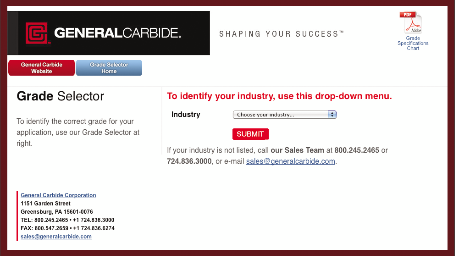 GENERALCARBIDE.
SHAPING YOUR SUCCESS™
PDF
Grade
Specifications
Chart
General Carbide
Website
Grade Selector
Home
Grade Selector
To identify the correct grade for your
application, use our Grade Selector at
right.
To identify your industry, use this drop-down menu.
Industry
Choose your industry...
SUBMIT
If your industry is not listed, call our Sales Team at 800.245.2465 or
724.836.3000, or e-mail sales@generalcarbide.com.
General Carbide Corporation
1151 Garden Street
Greensburg, PA 15601-0076
TEL: 800.245.2465 • +1 724.836.3000
FAX: 800.547.2659 • +1 724.836.6274
sales@generalcarbide.com